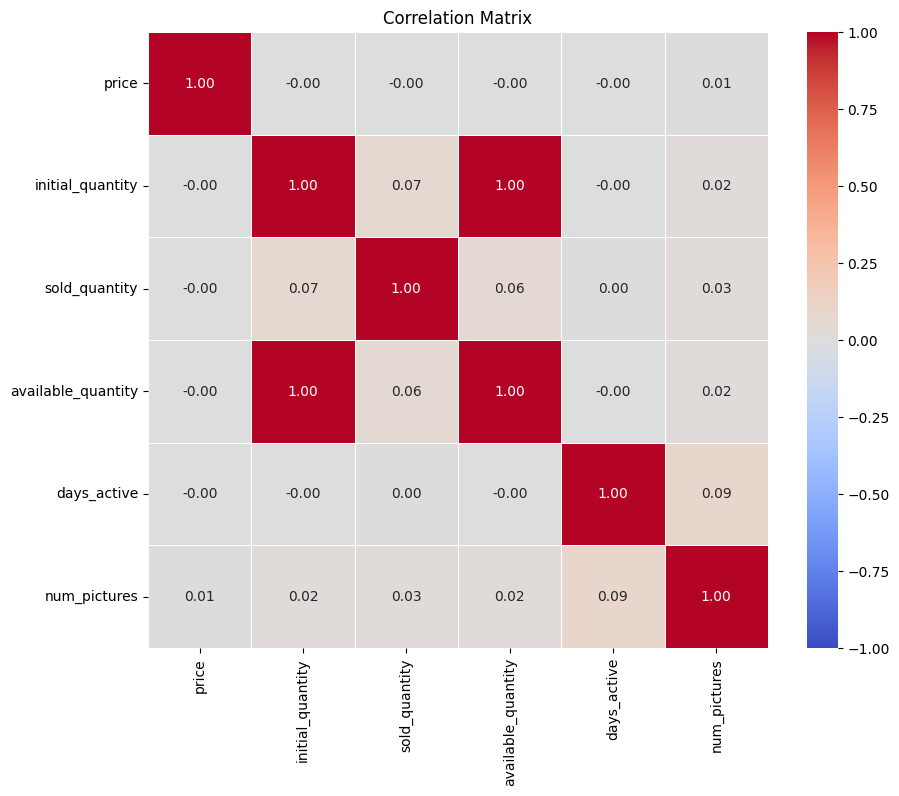 Correlation Matrix
price 1.00 -0.00 -0.00 -0.00 -0.00 0.01
initial_quantity -0.00 1.00 0.07 1.00 -0.00 0.02
sold_quantity -0.00 0.07 1.00 0.06 0.00 0.03
available_quantity -0.00 1.00 0.06 1.00 -0.00 0.02
days_active -0.00 -0.00 0.00 -0.00 1.00 0.09
num_pictures 0.01 0.02 0.03 0.02 0.09 1.00
price
initial_quantity
sold_quantity
available_quantity
days_active
num_pictures
1.00
0.75
0.50
0.25
0.00
−0.25
−0.50
−0.75
−1.00